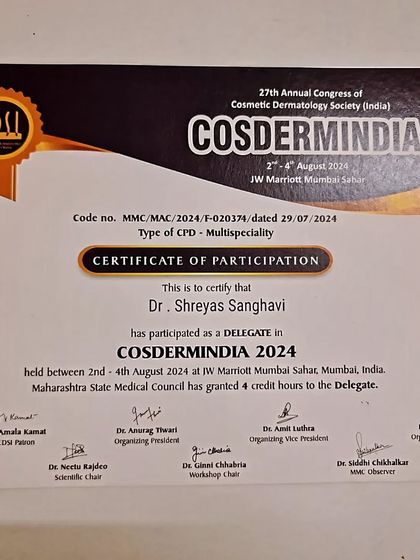 27th Annual Congress of
Cosmetic Dermatology Society (India)
COSDERMINDIA
2nd - 4th August 2024
JW Marriott Mumbai Sahar
Code no. MMC/MAC/2024/F-020374/dated 29/07/2024
Type of CPD - Multispeciality
CERTIFICATE OF PARTICIPATION
This is to certify that
Dr . Shreyas Sanghavi
has participated as a DELEGATE in
COSDERMINDIA 2024
held between 2nd - 4th August 2024 at JW Marriott Mumbai Sahar, Mumbai, India.
Maharashtra State Medical Council has granted 4 credit hours to the Delegate.
Amala Kamat
CDSI Patron
Dr. Anurag Tiwari
Organizing President
Dr. Amit Luthra
Organizing Vice President
Dr. Neetu Rajdeo
Scientific Chair
Dr. Ginni Chhabria
Workshop Chair
Dr. Siddhi Chikhalkar
MMC Observer